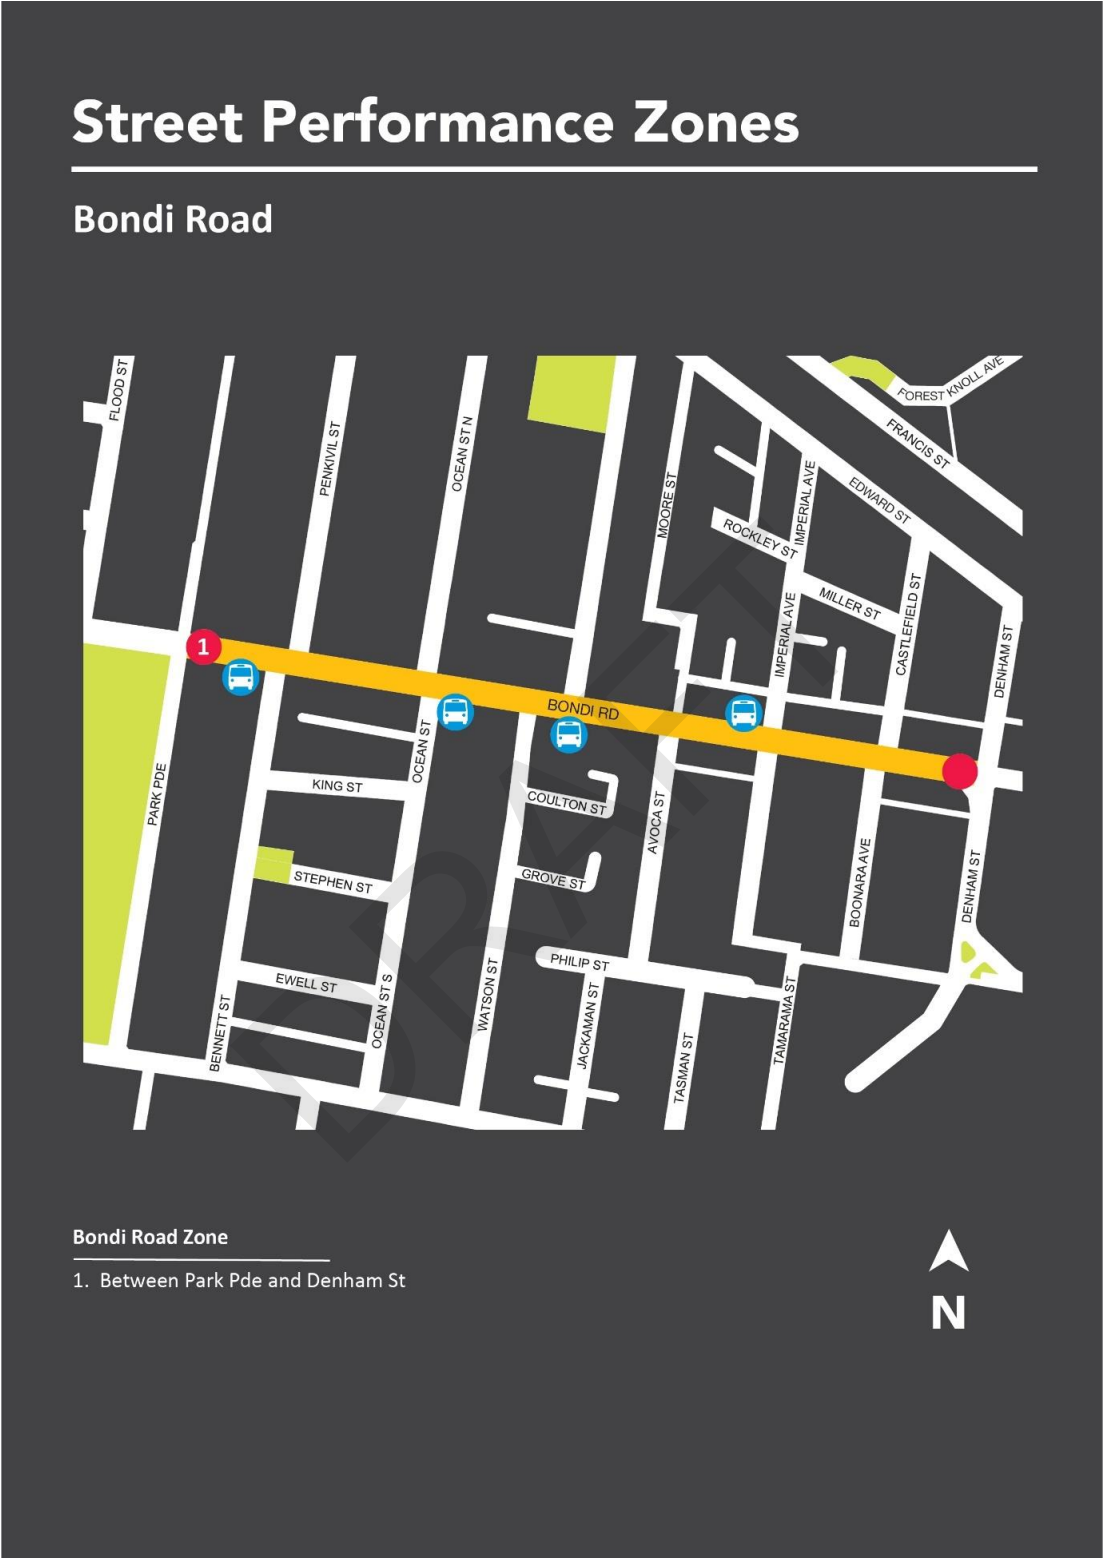 Street Performance Zones
Bondi Road
FLOOD ST
PENKIVIL ST
OCEAN ST N
MOORE ST
IMPERIAL AVE
ROCKLEY ST
MILLER ST
IMPERIAL AVE
CASTLEFIELD ST
EDWARD ST
FRANCIS ST
FOREST KNOLL AVE
DENHAM ST
1
BONDI RD
PARK PDE
OCEAN ST
KING ST
COULTON ST
AVOCA ST
STEPHEN ST
GROVE ST
BOONARA AVE
DENHAM ST
EWELL ST
PHILIP ST
BENNETT ST
OCEAN ST S
WATSON ST
JACKAMAN ST
TASMAN ST
TAMARAMA ST
DRAFT
Bondi Road Zone
1. Between Park Pde and Denham St
N